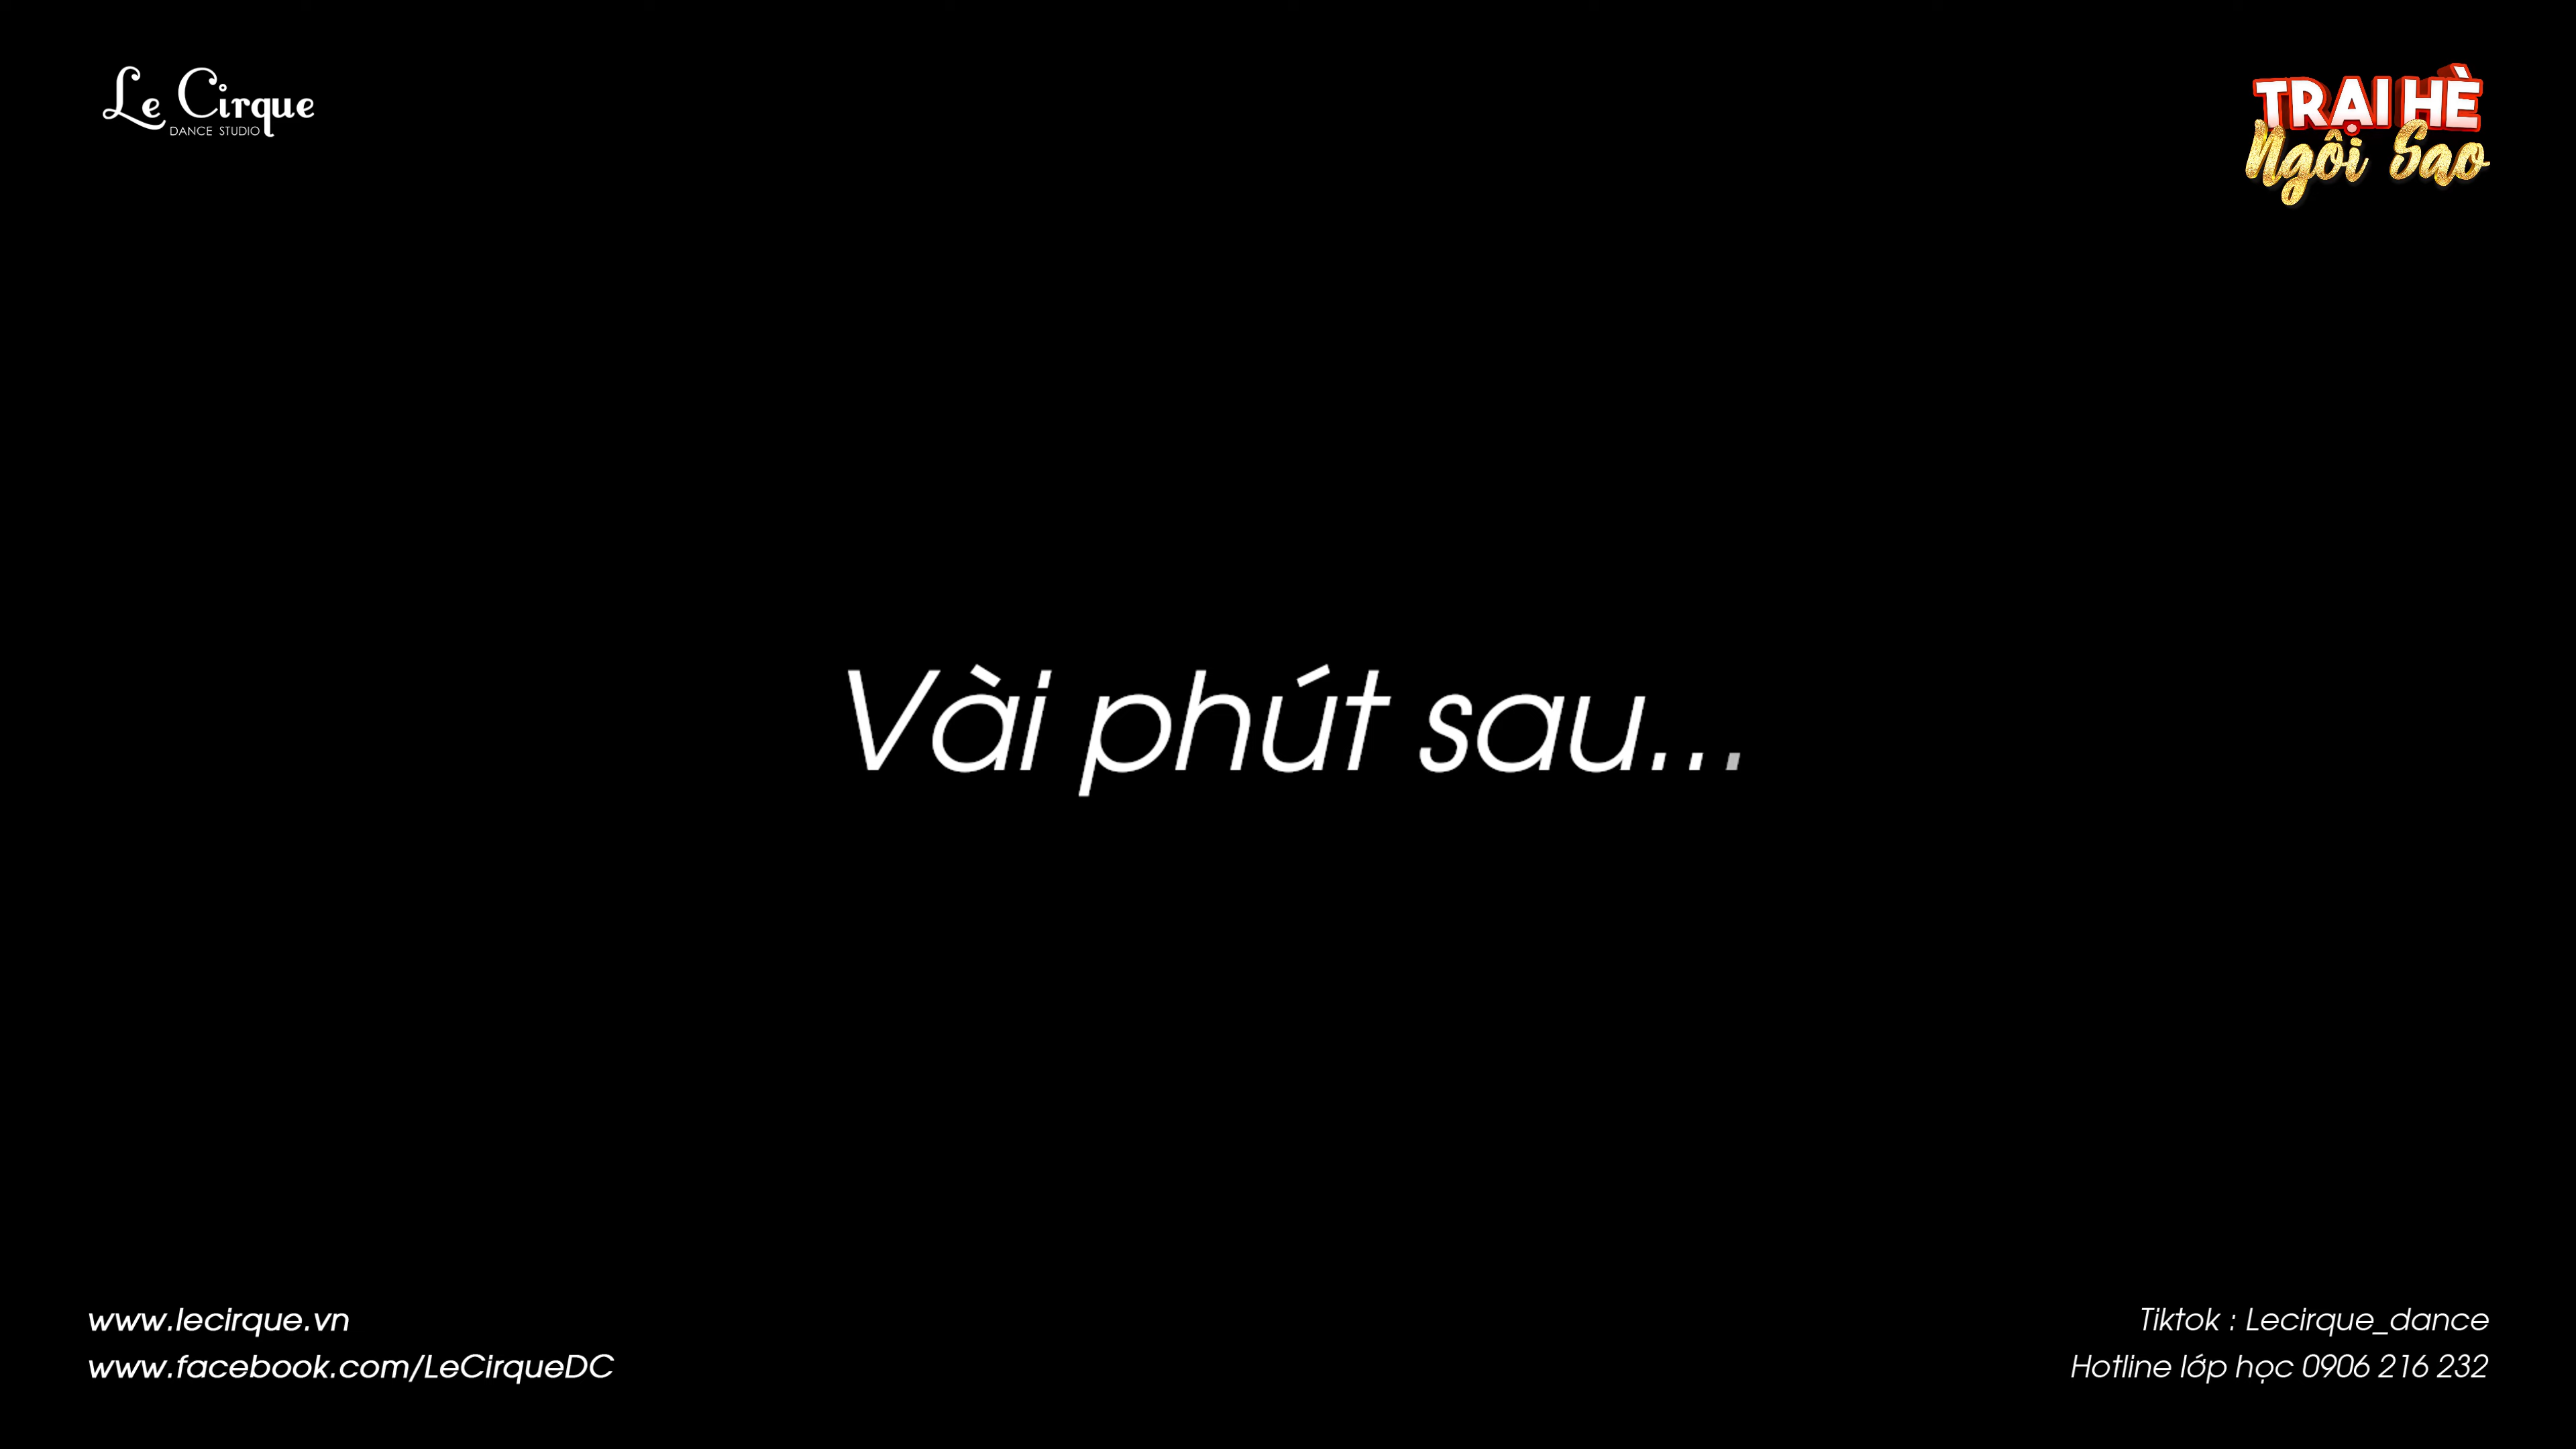 Le Cirque
DANCE STUDIO
TRẠI HÈ
Ngôi Sao
Vài phút sau...
www.lecirque.vn
www.facebook.com/LeCirqueDC
Tiktok : Lecirque_dance
Hotline lớp học 0906 216 232